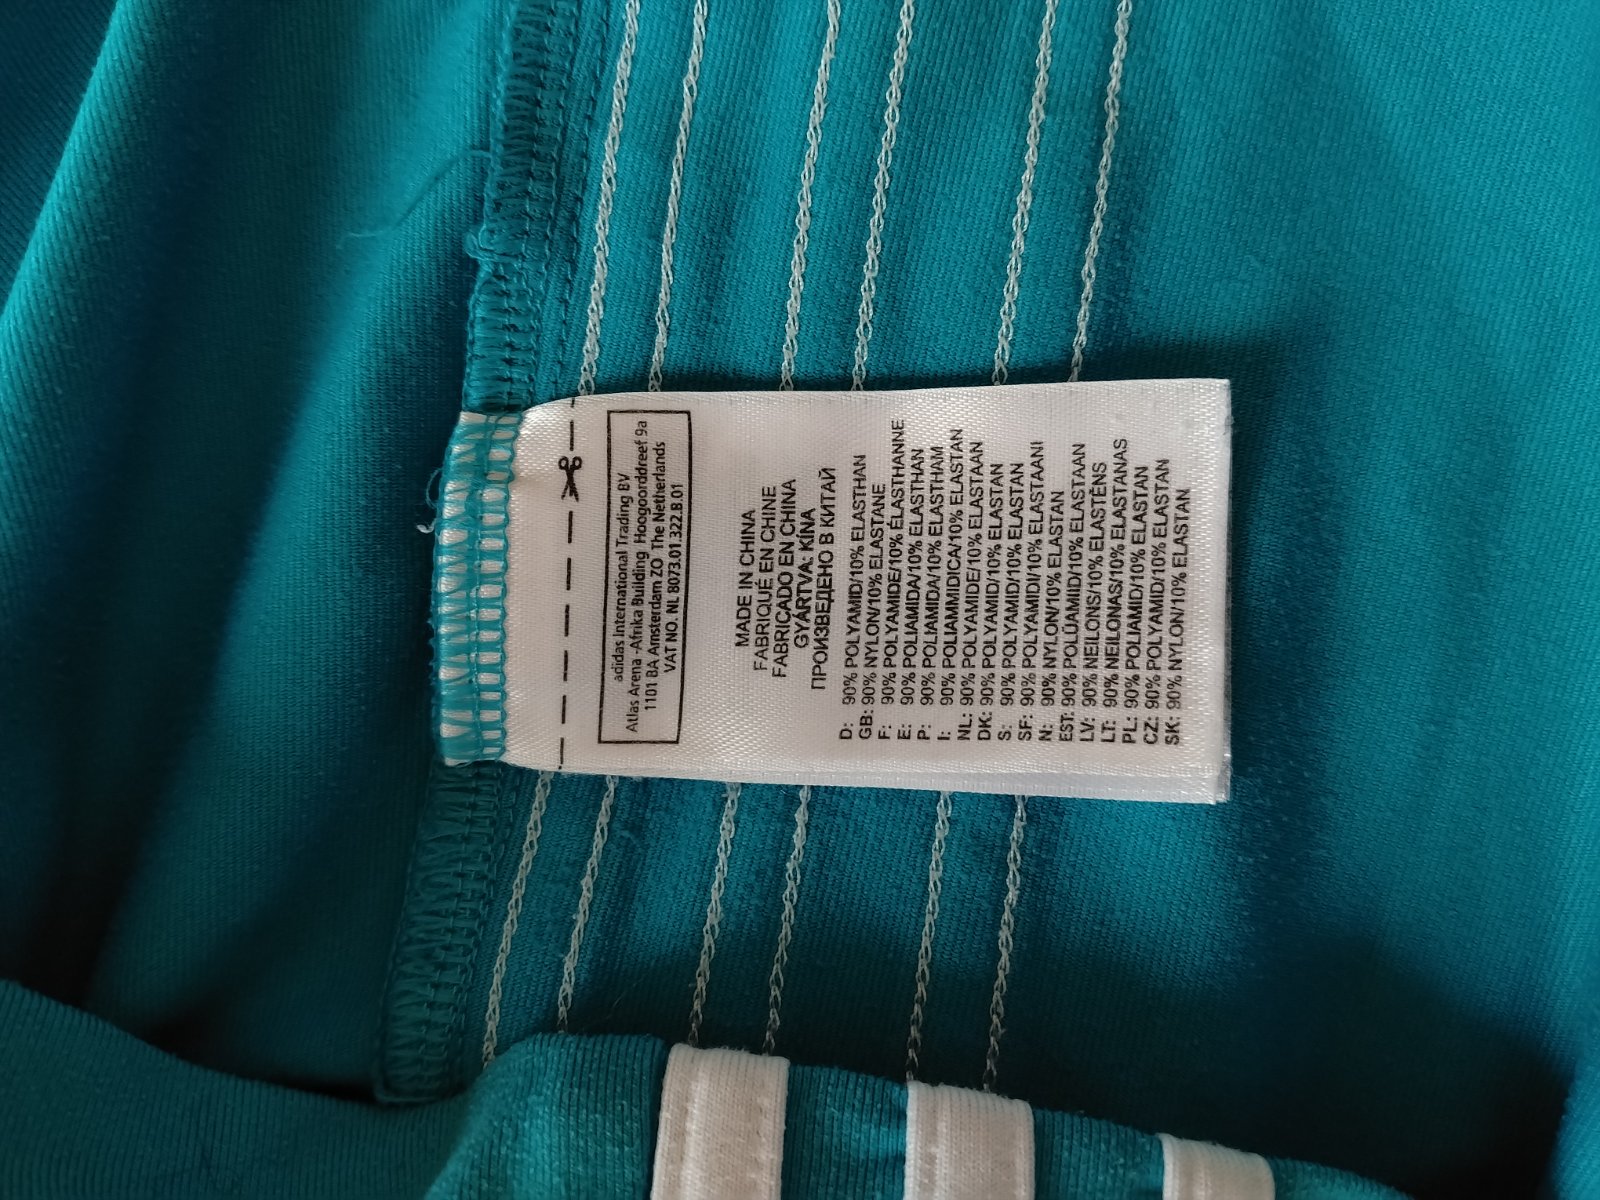 adidas International Trading BV
Atlas Arena -Afrika Building Hoogoorddreef 9a
1101 BA Amsterdam ZO The Netherlands
VAT NO. NL 8073.01.322.B.01
MADE IN CHINA
FABRIQUÉ EN CHINE
FABRICADO EN CHINA
GYÁRTVA: KÍNA
ПРОИЗВЕДЕНО В КИТАЙ
D: 90% POLYAMID/10% ELASTHAN
GB: 90% NYLON/10% ELASTANE
F: 90% POLYAMIDE/10% ÉLASTHANNE
E: 90% POLIAMIDA/10% ELASTHAN
P: 90% POLIAMIDA/10% ELASTHAM
I: 90% POLIAMMIDICA/10% ELASTAN
NL: 90% POLYAMIDE/10% ELASTAAN
DK: 90% POLYAMID/10% ELASTAN
S: 90% POLYAMID/10% ELASTAN
SF: 90% POLYAMIDI/10% ELASTAANI
N: 90% NYLON/10% ELASTAN
EST: 90% POLÜAMIID/10% ELASTAAN
LV: 90% NEILONS/10% ELASTĒNS
LT: 90% NEILONAS/10% ELASTANAS
PL: 90% POLIAMID/10% ELASTAN
CZ: 90% POLYAMID/10% ELASTAN
SK: 90% NYLON/10% ELASTAN